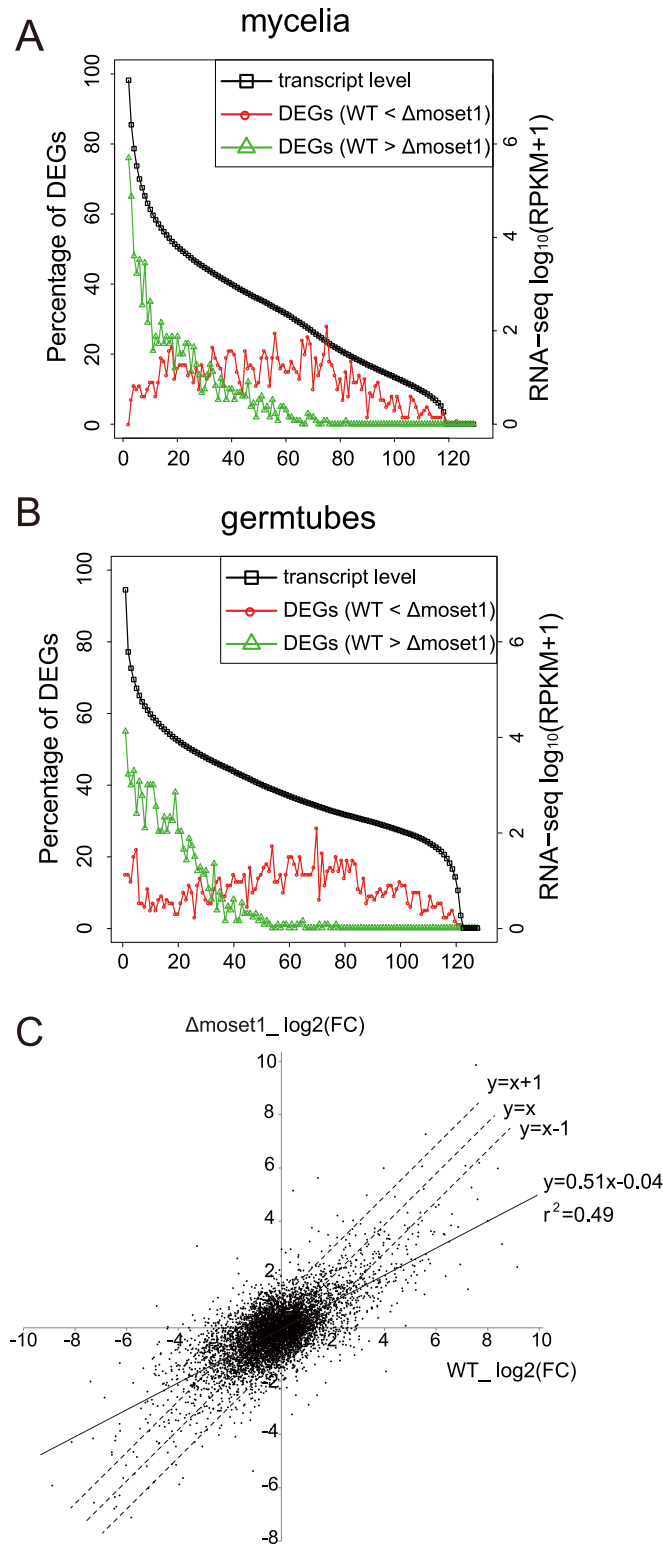 A
mycelia
transcript level
DEGs (WT < Δmoset1)
DEGs (WT > Δmoset1)
Percentage of DEGs
0 20 40 60 80 100
RNA−seq log₁₀(RPKM+1)
0 2 4 6
0 20 40 60 80 100 120
B
germtubes
transcript level
DEGs (WT < Δmoset1)
DEGs (WT > Δmoset1)
Percentage of DEGs
0 20 40 60 80 100
RNA−seq log₁₀(RPKM+1)
0 2 4 6
0 20 40 60 80 100 120
C
Δmoset1_ log2(FC)
10
8
6
4
2
-2
-4
-6
-8
y=x+1
y=x
y=x-1
y=0.51x-0.04
r²=0.49
-10 -8 -6 -4 -2 2 4 6 8 10
WT_ log2(FC)